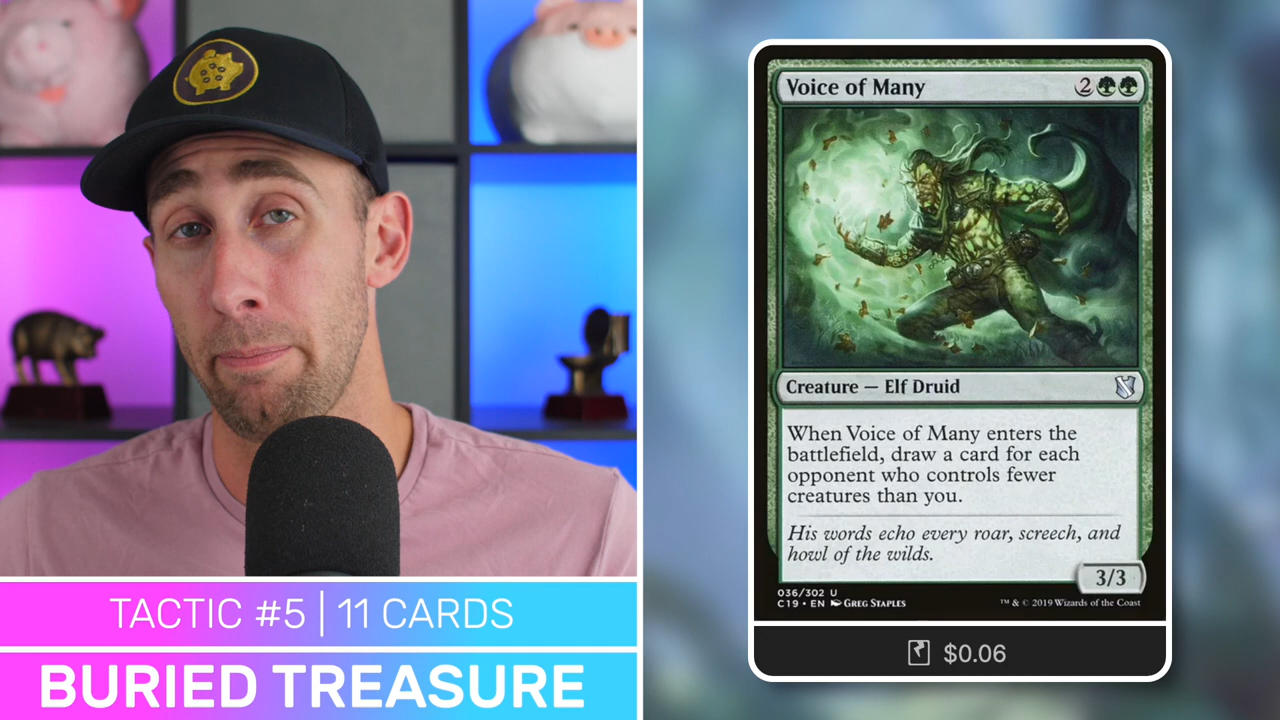 TACTIC #5 | 11 CARDS
BURIED TREASURE
Voice of Many 2
Creature — Elf Druid
When Voice of Many enters the
battlefield, draw a card for each
opponent who controls fewer
creatures than you.
His words echo every roar, screech, and
howl of the wilds.
3/3
036/302 U
C19 • EN GREG STAPLES
™ & © 2019 Wizards of the Coast
$0.06